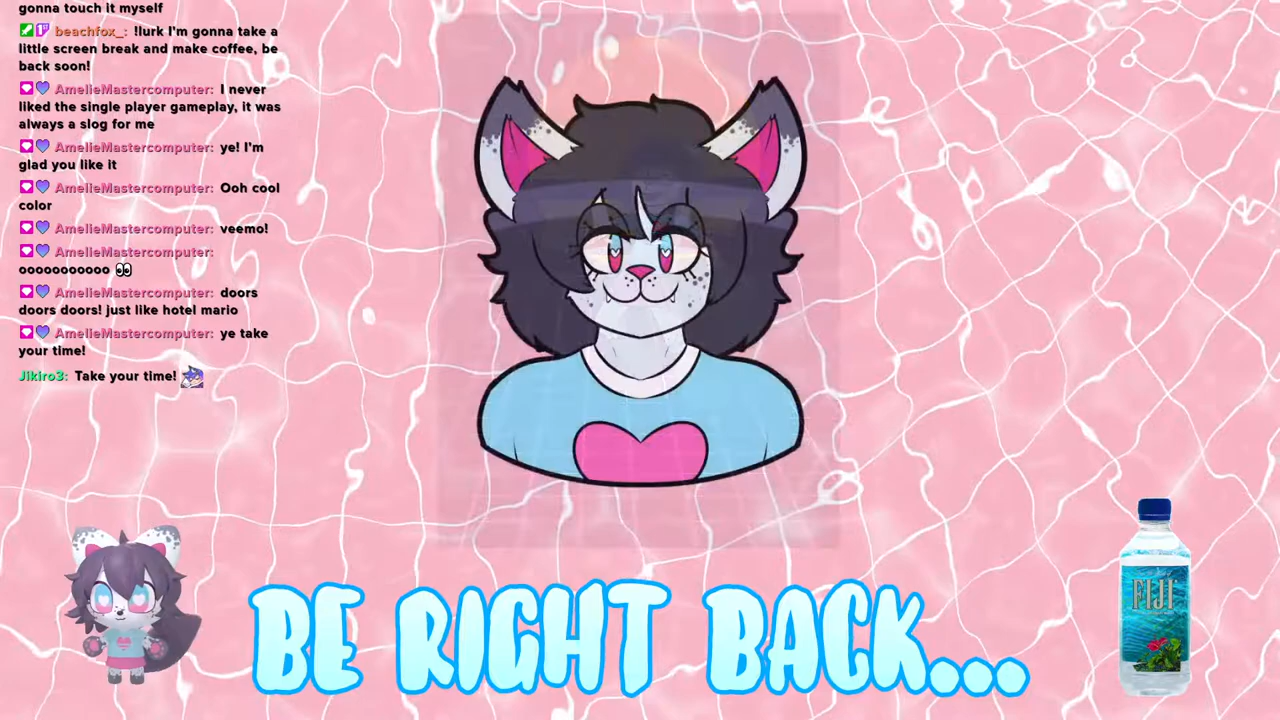 gonna touch it myself
beachfox_: !lurk I'm gonna take a
little screen break and make coffee, be
back soon!
AmelieMastercomputer: I never
liked the single player gameplay, it was
always a slog for me
AmelieMastercomputer: ye! I'm
glad you like it
AmelieMastercomputer: Ooh cool
color
AmelieMastercomputer: veemo!
AmelieMastercomputer:
ooooooooooo 👀
AmelieMastercomputer: doors
doors doors! just like hotel mario
AmelieMastercomputer: ye take
your time!
Jikiro3: Take your time!
FIJI
BE RIGHT BACK...